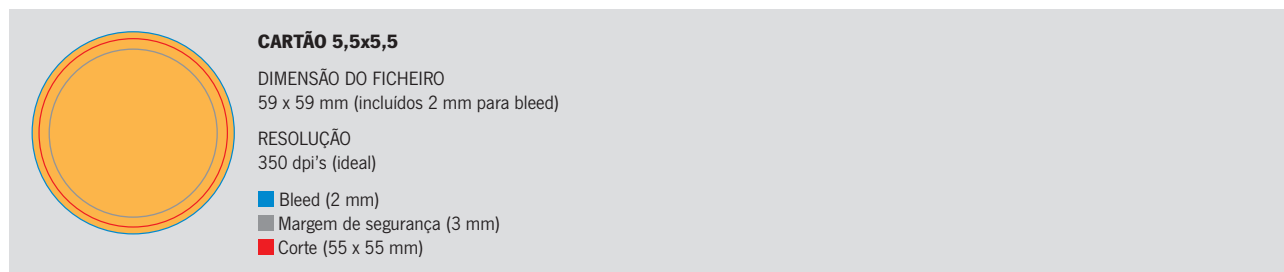 CARTÃO 5,5x5,5
DIMENSÃO DO FICHEIRO
59 x 59 mm (incluídos 2 mm para bleed)
RESOLUÇÃO
350 dpi's (ideal)
Bleed (2 mm)
Margem de segurança (3 mm)
Corte (55 x 55 mm)